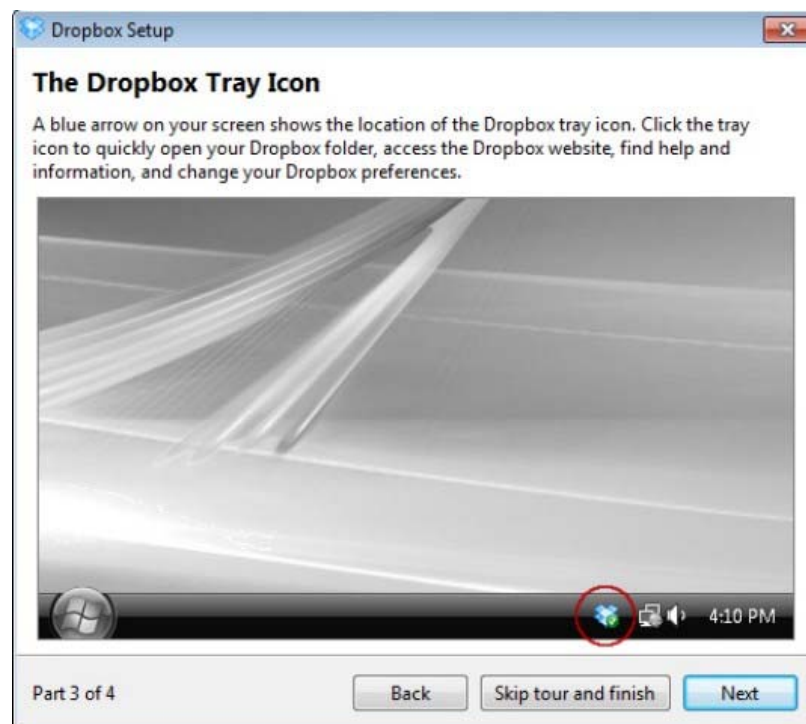 Dropbox Setup
The Dropbox Tray Icon
A blue arrow on your screen shows the location of the Dropbox tray icon. Click the tray
icon to quickly open your Dropbox folder, access the Dropbox website, find help and
information, and change your Dropbox preferences.
4:10 PM
Part 3 of 4 Back Skip tour and finish Next